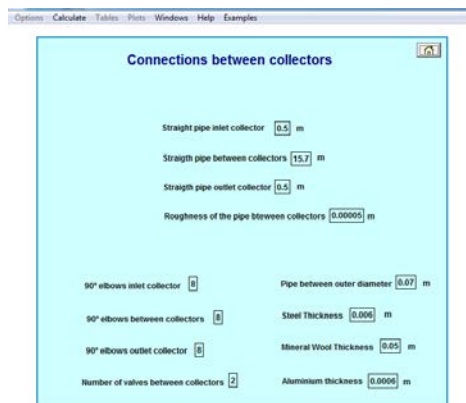 Options Calculate Tables Plots Windows Help Examples
Connections between collectors
Straight pipe inlet collector 0.5 m
Straigth pipe between collectors 15.7 m
Straigth pipe outlet collector 0.5 m
Roughness of the pipe bteween collectors 0.00005 m
90º elbows inlet collector 8
Pipe between outer diameter 0.07 m
90º elbows between collectors 8
Steel Thickness 0.006 m
90º elbows outlet collector 8
Mineral Wool Thickness 0.05 m
Number of valves between collectors 2
Aluminium thickness 0.0006 m